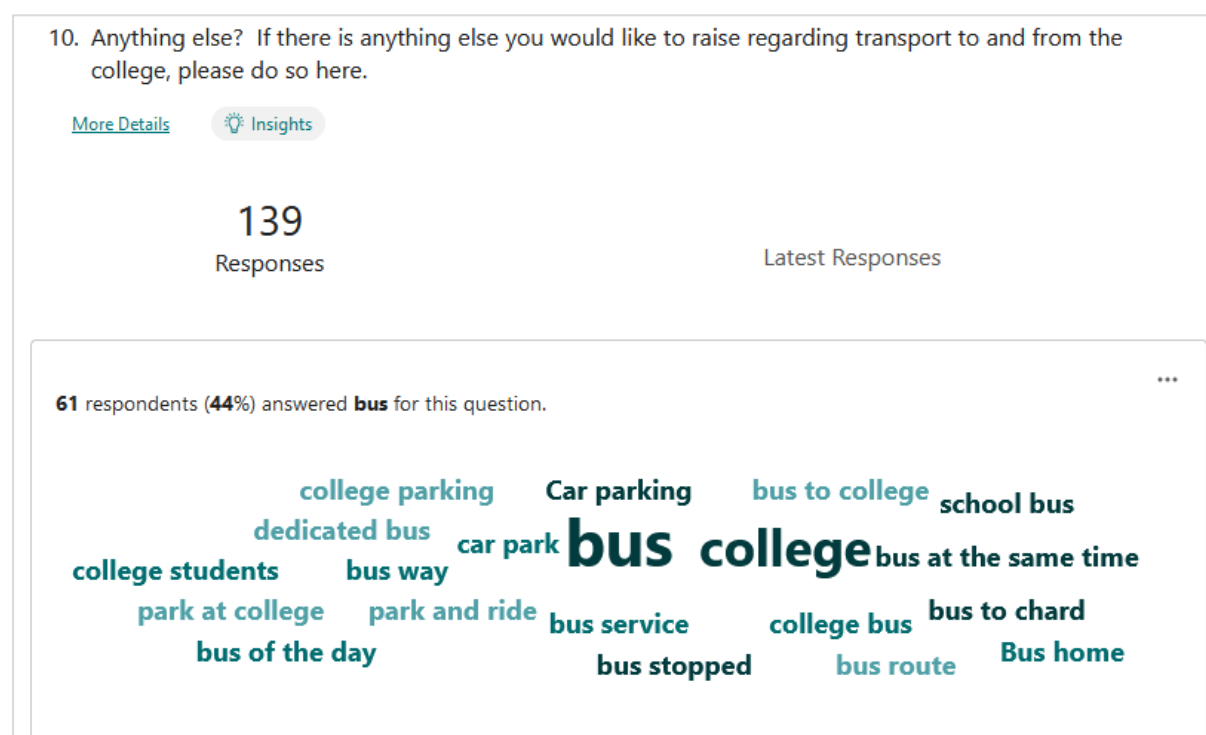 10. Anything else?  If there is anything else you would like to raise regarding transport to and from the
college, please do so here.
More Details
Insights
139
Responses
Latest Responses
...
61 respondents (44%) answered bus for this question.
college parking
Car parking
bus to college
school bus
dedicated bus
car park
bus
college
bus at the same time
college students
bus way
park at college
park and ride
bus service
college bus
bus to chard
bus of the day
bus stopped
bus route
Bus home